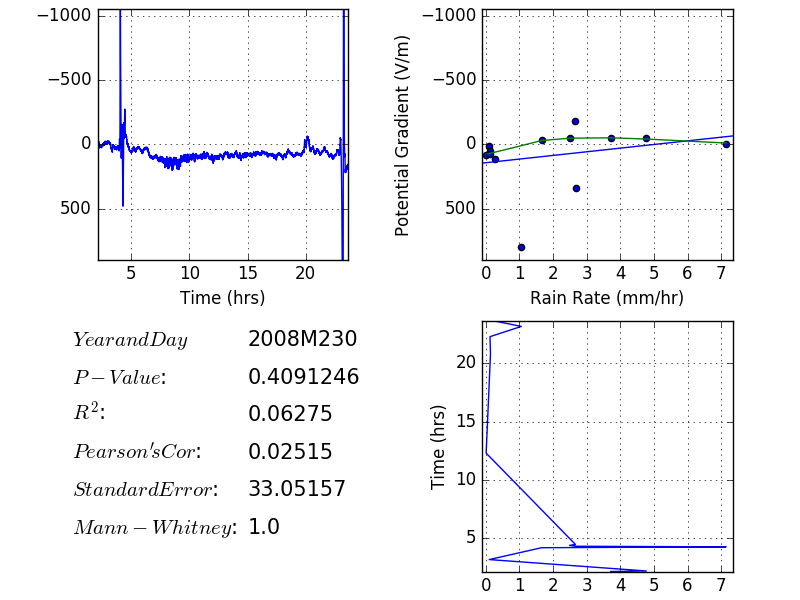 −1000
−500
0
500
5
10
15
20
Time (hrs)
Potential Gradient (V/m)
−1000
−500
0
500
0 1 2 3 4 5 6 7
Rain Rate (mm/hr)
YearandDay 2008M230
P−Value: 0.4091246
R²: 0.06275
Pearson'sCor: 0.02515
StandardError: 33.05157
Mann−Whitney: 1.0
Time (hrs)
20
15
10
5
0 1 2 3 4 5 6 7